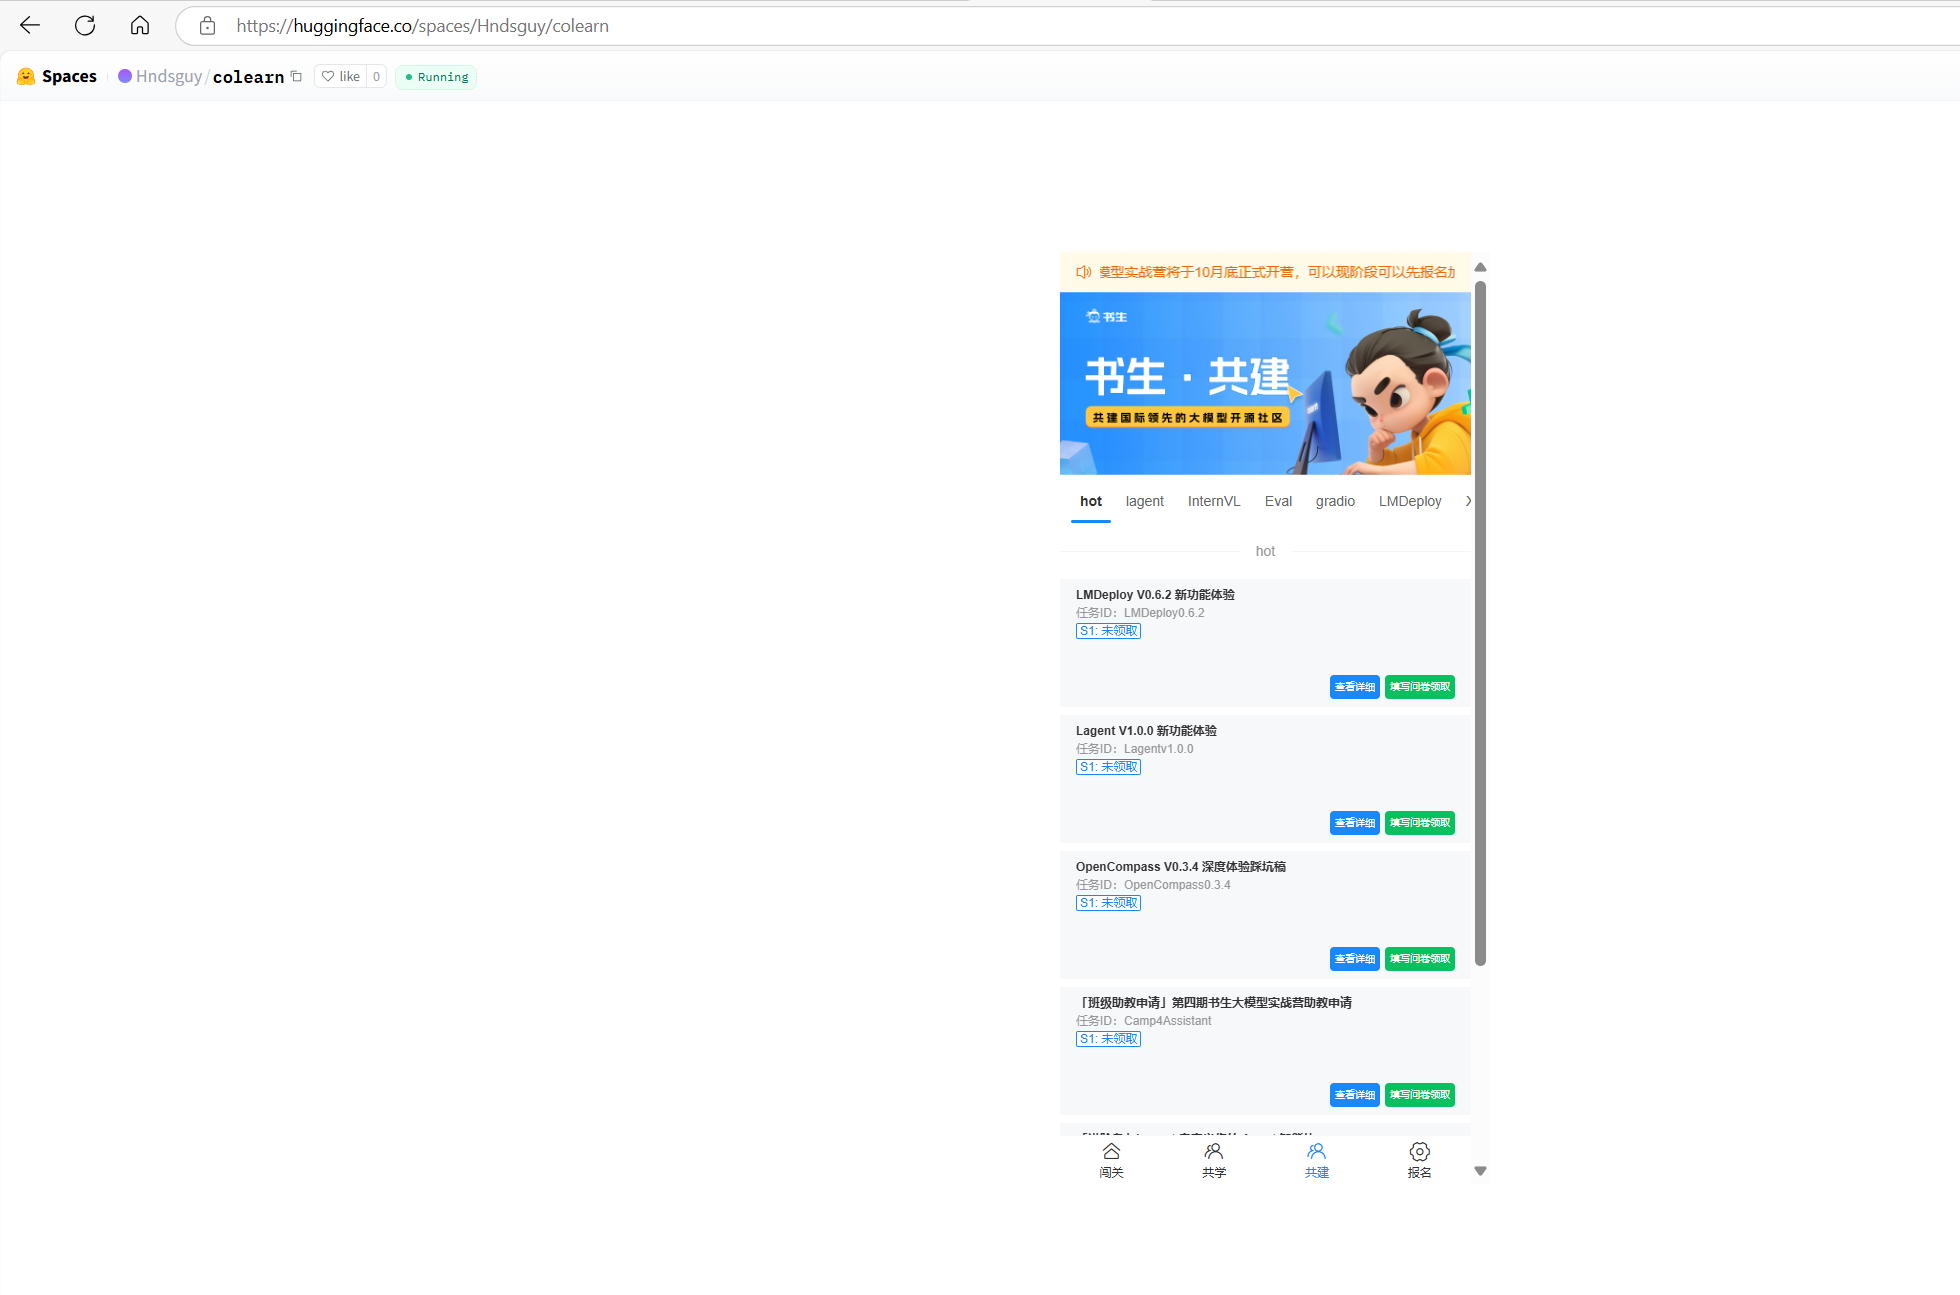 https://huggingface.co/spaces/Hndsguy/colearn
Spaces Hndsguy/colearn like 0 Running
模型实战营将于10月底正式开营，可以现阶段可以先报名加
书生
书生·共建
共建国际领先的大模型开源社区
hot lagent InternVL Eval gradio LMDeploy
hot
LMDeploy V0.6.2 新功能体验
任务ID：LMDeploy0.6.2
S1: 未领取
查看详细 填写问卷领取
Lagent V1.0.0 新功能体验
任务ID：Lagentv1.0.0
S1: 未领取
查看详细 填写问卷领取
OpenCompass V0.3.4 深度体验踩坑稿
任务ID：OpenCompass0.3.4
S1: 未领取
查看详细 填写问卷领取
「班级助教申请」第四期书生大模型实战营助教申请
任务ID：Camp4Assistant
S1: 未领取
查看详细 填写问卷领取
闯关 共学 共建 报名